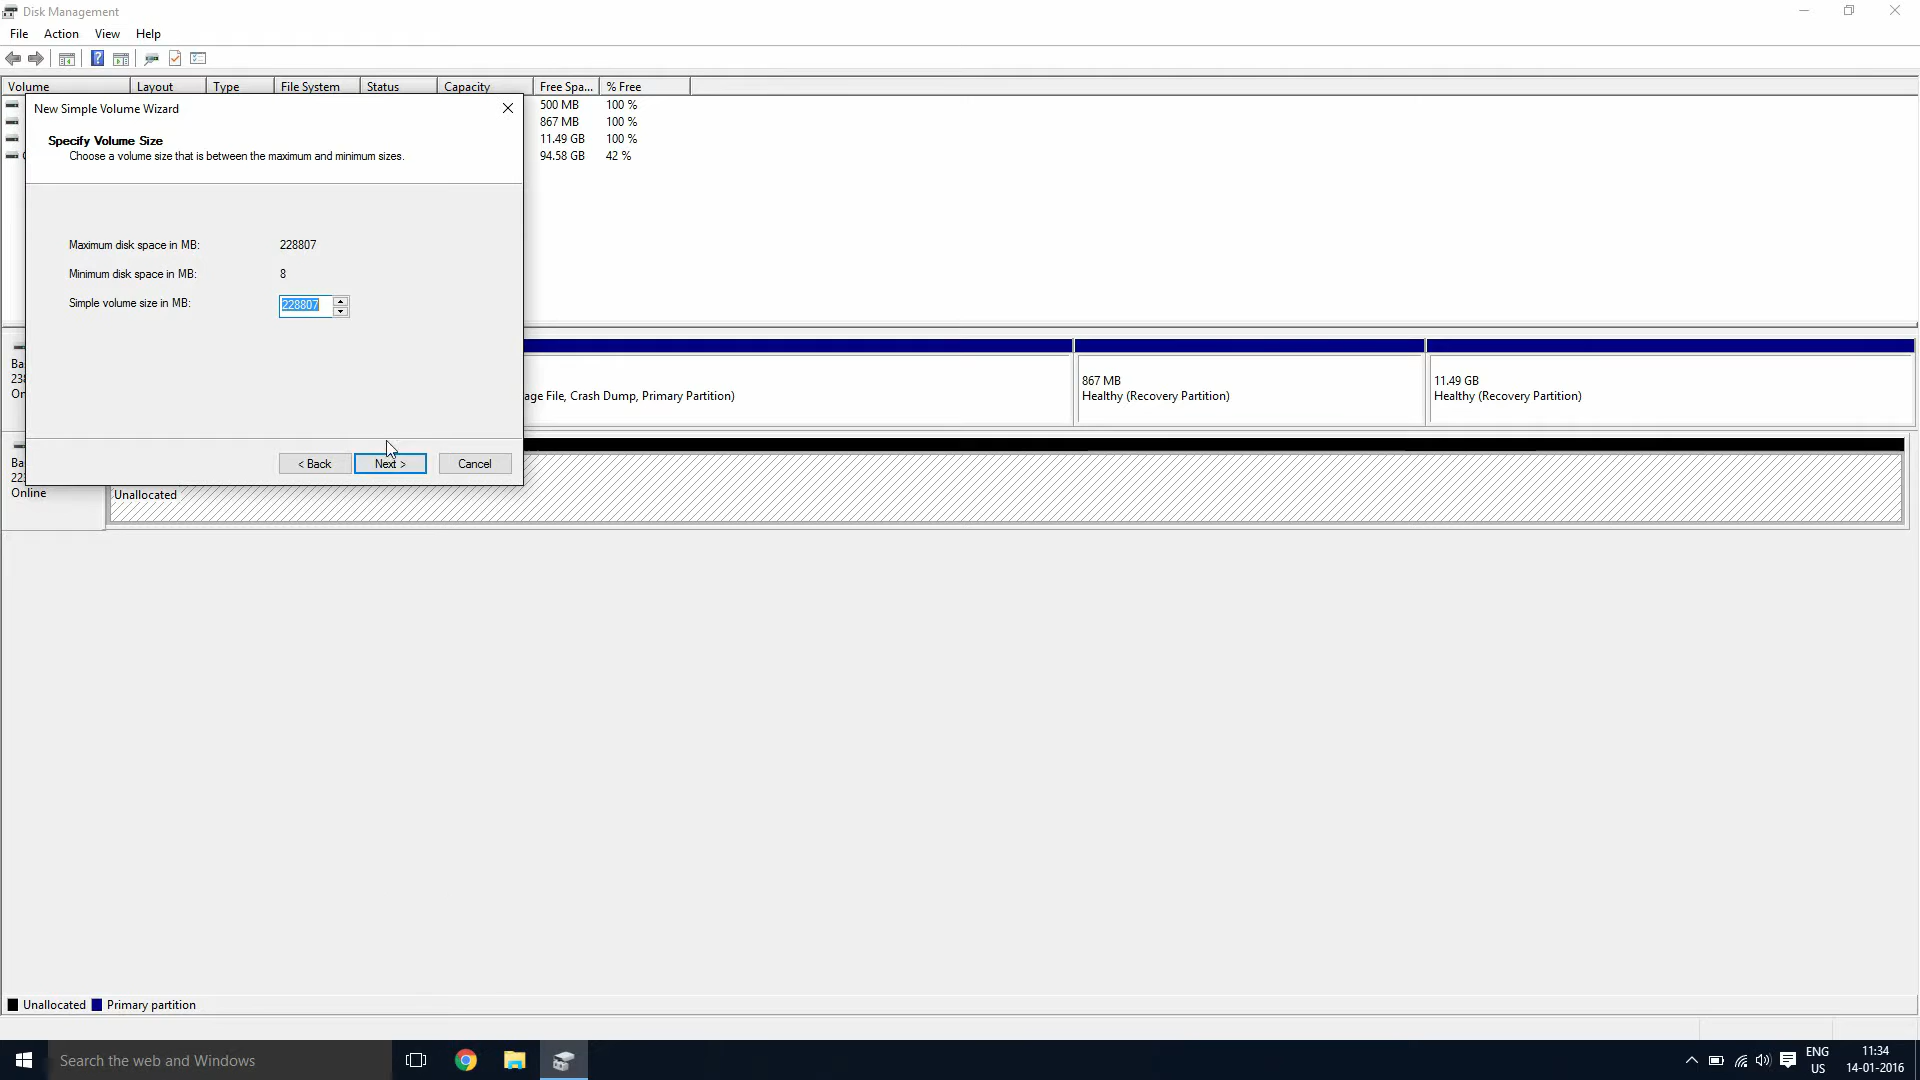 Disk Management
File Action View Help
Volume Layout Type File System Status Capacity Free Spa... % Free
500 MB 100 %
867 MB 100 %
11.49 GB 100 %
94.58 GB 42 %
New Simple Volume Wizard
Specify Volume Size
Choose a volume size that is between the maximum and minimum sizes.
Maximum disk space in MB: 228807
Minimum disk space in MB: 8
Simple volume size in MB: 228807
< Back Next > Cancel
Ba
238
On
age File, Crash Dump, Primary Partition)
867 MB
Healthy (Recovery Partition)
11.49 GB
Healthy (Recovery Partition)
Ba
223
Online
Unallocated
Unallocated Primary partition
Search the web and Windows
ENG
US
11:34
14-01-2016